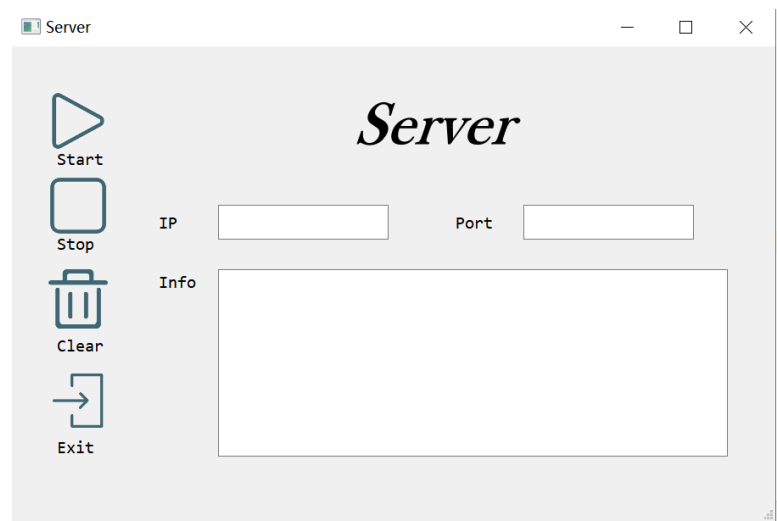 Server
Server
Start
Stop
IP
Port
Info
Clear
Exit